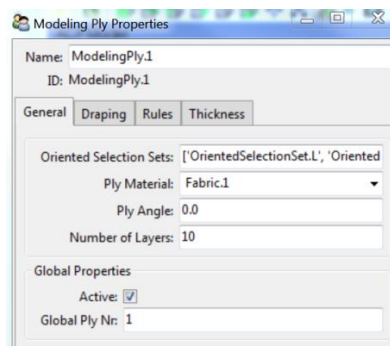 Modeling Ply Properties
Name: ModelingPly.1
ID: ModelingPly.1
General Draping Rules Thickness
Oriented Selection Sets: ['OrientedSelectionSet.L', 'Oriented
Ply Material: Fabric.1
Ply Angle: 0.0
Number of Layers: 10
Global Properties
Active:
Global Ply Nr: 1